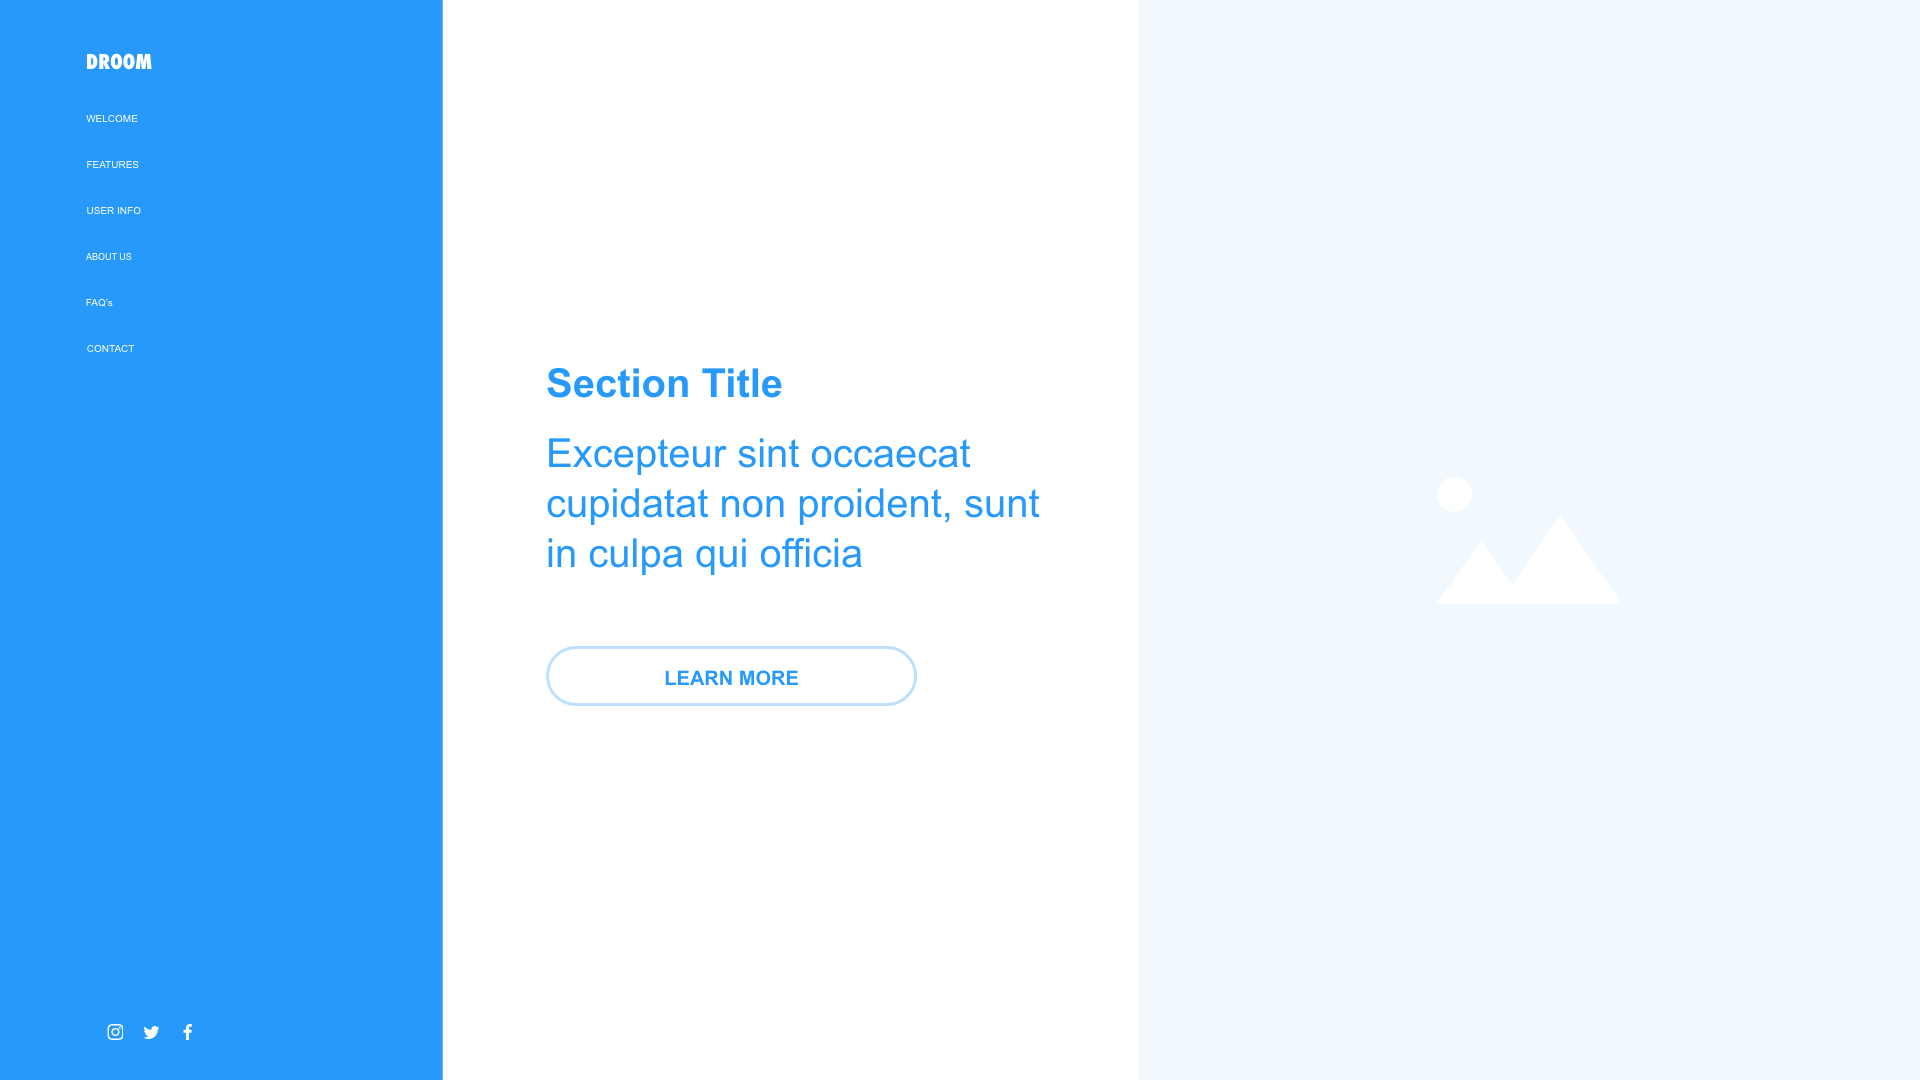 DROOM
WELCOME
FEATURES
USER INFO
ABOUT US
FAQ's
CONTACT
Section Title
Excepteur sint occaecat
cupidatat non proident, sunt
in culpa qui officia
LEARN MORE